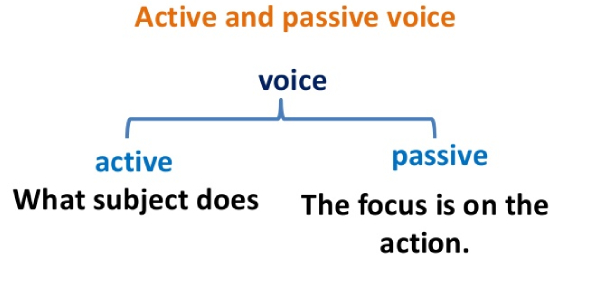 Active and passive voice
voice
active
What subject does
passive
The focus is on the
action.